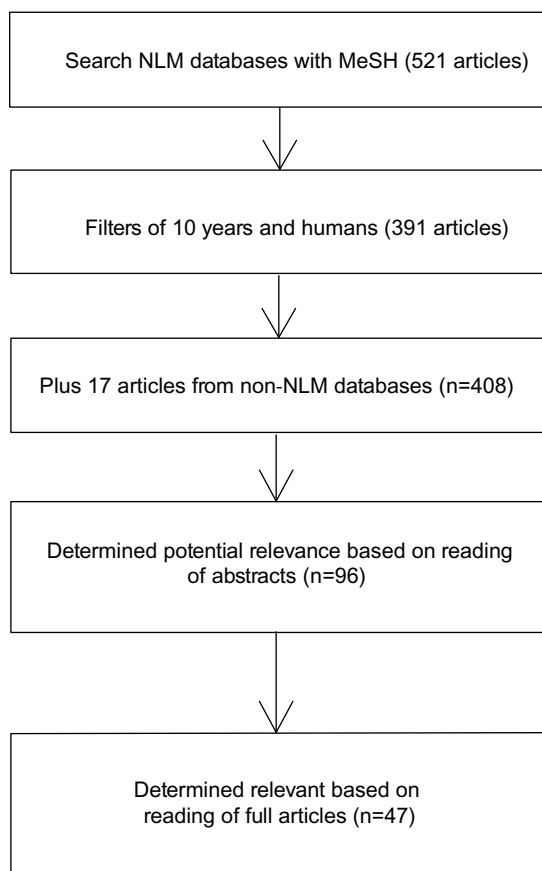 Search NLM databases with MeSH (521 articles)
Filters of 10 years and humans (391 articles)
Plus 17 articles from non-NLM databases (n=408)
Determined potential relevance based on reading
of abstracts (n=96)
Determined relevant based on
reading of full articles (n=47)